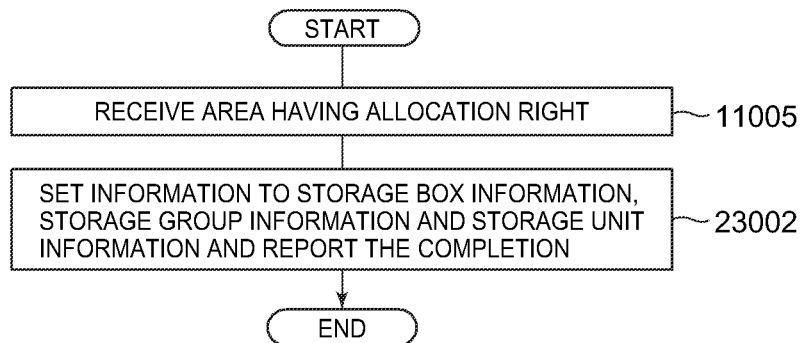 START
RECEIVE AREA HAVING ALLOCATION RIGHT
11005
SET INFORMATION TO STORAGE BOX INFORMATION,
STORAGE GROUP INFORMATION AND STORAGE UNIT
INFORMATION AND REPORT THE COMPLETION
23002
END